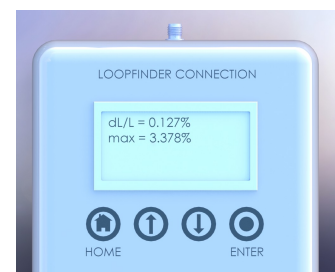 LOOPFINDER CONNECTION
dL/L = 0.127%
max = 3.378%
HOME
ENTER